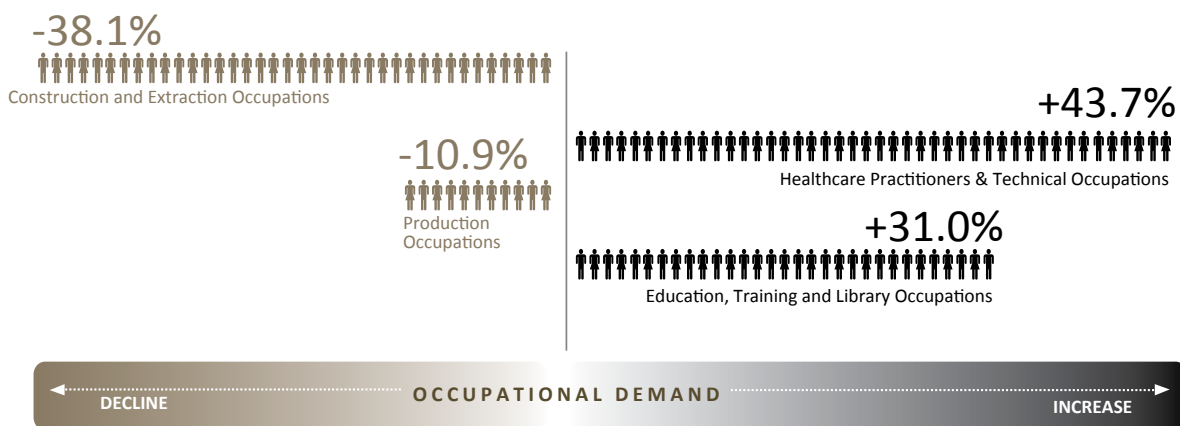 -38.1%
Construction and Extraction Occupations
-10.9%
Production
Occupations
+43.7%
Healthcare Practitioners & Technical Occupations
+31.0%
Education, Training and Library Occupations
OCCUPATIONAL DEMAND
DECLINE
INCREASE